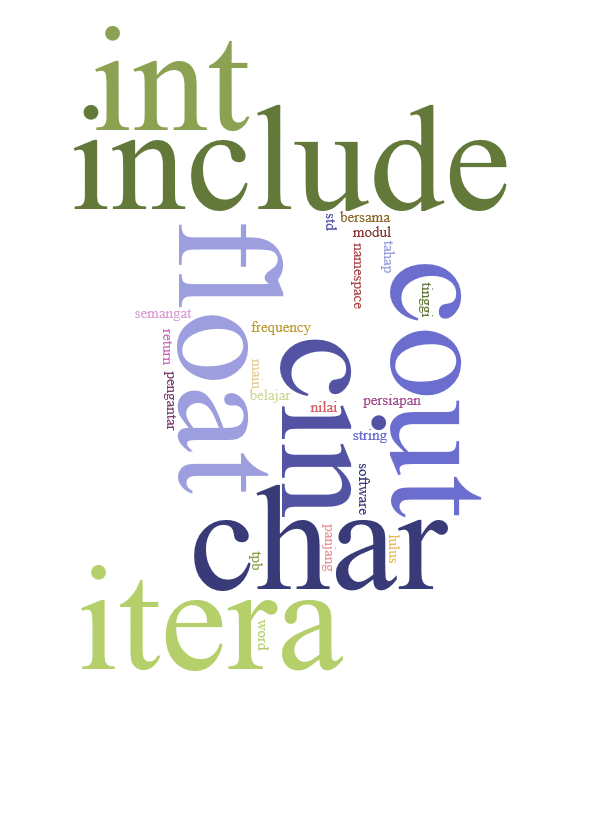 int
include
std
bersama
modul
tahap
namespace
float
cout
tinggi
semangat
frequency
return
cin
main
pengantar
belajar
nilai
persiapan
string
software
char
panjang
lulus
tpb
itera
word